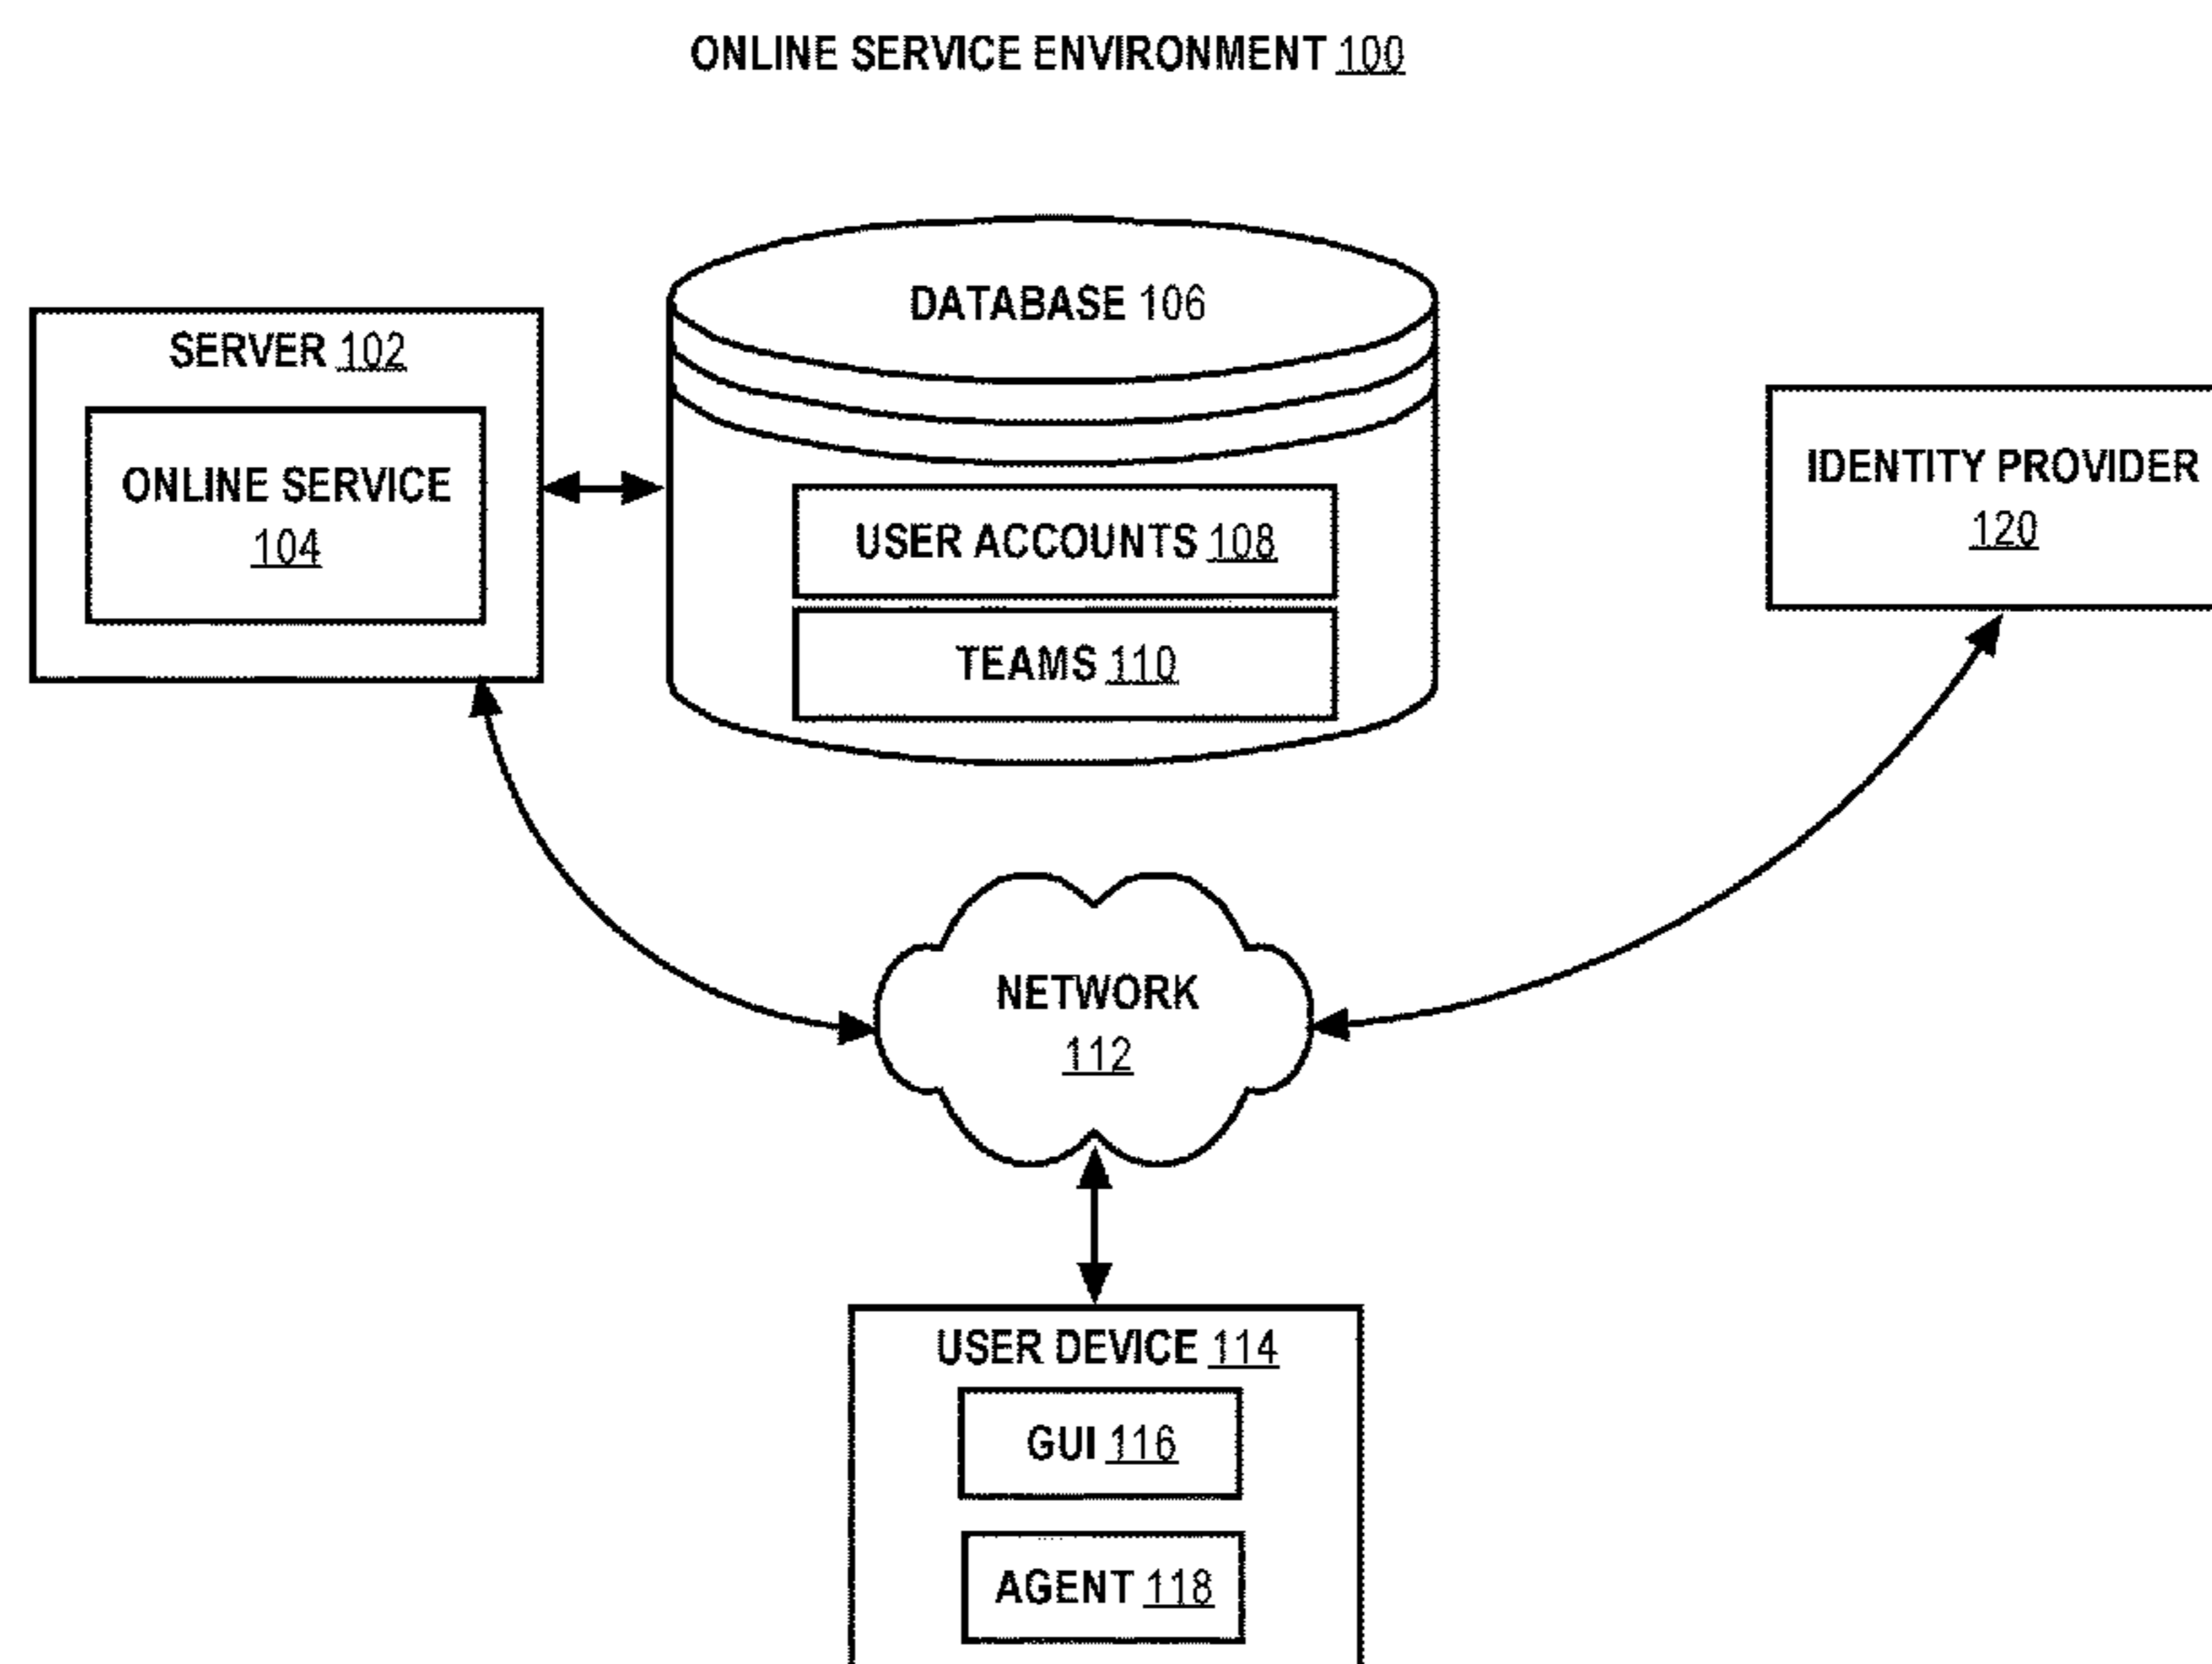 ONLINE SERVICE ENVIRONMENT 100
DATABASE 106
SERVER 102
ONLINE SERVICE
104
USER ACCOUNTS 108
TEAMS 110
IDENTITY PROVIDER
120
NETWORK
112
USER DEVICE 114
GUI 116
AGENT 118